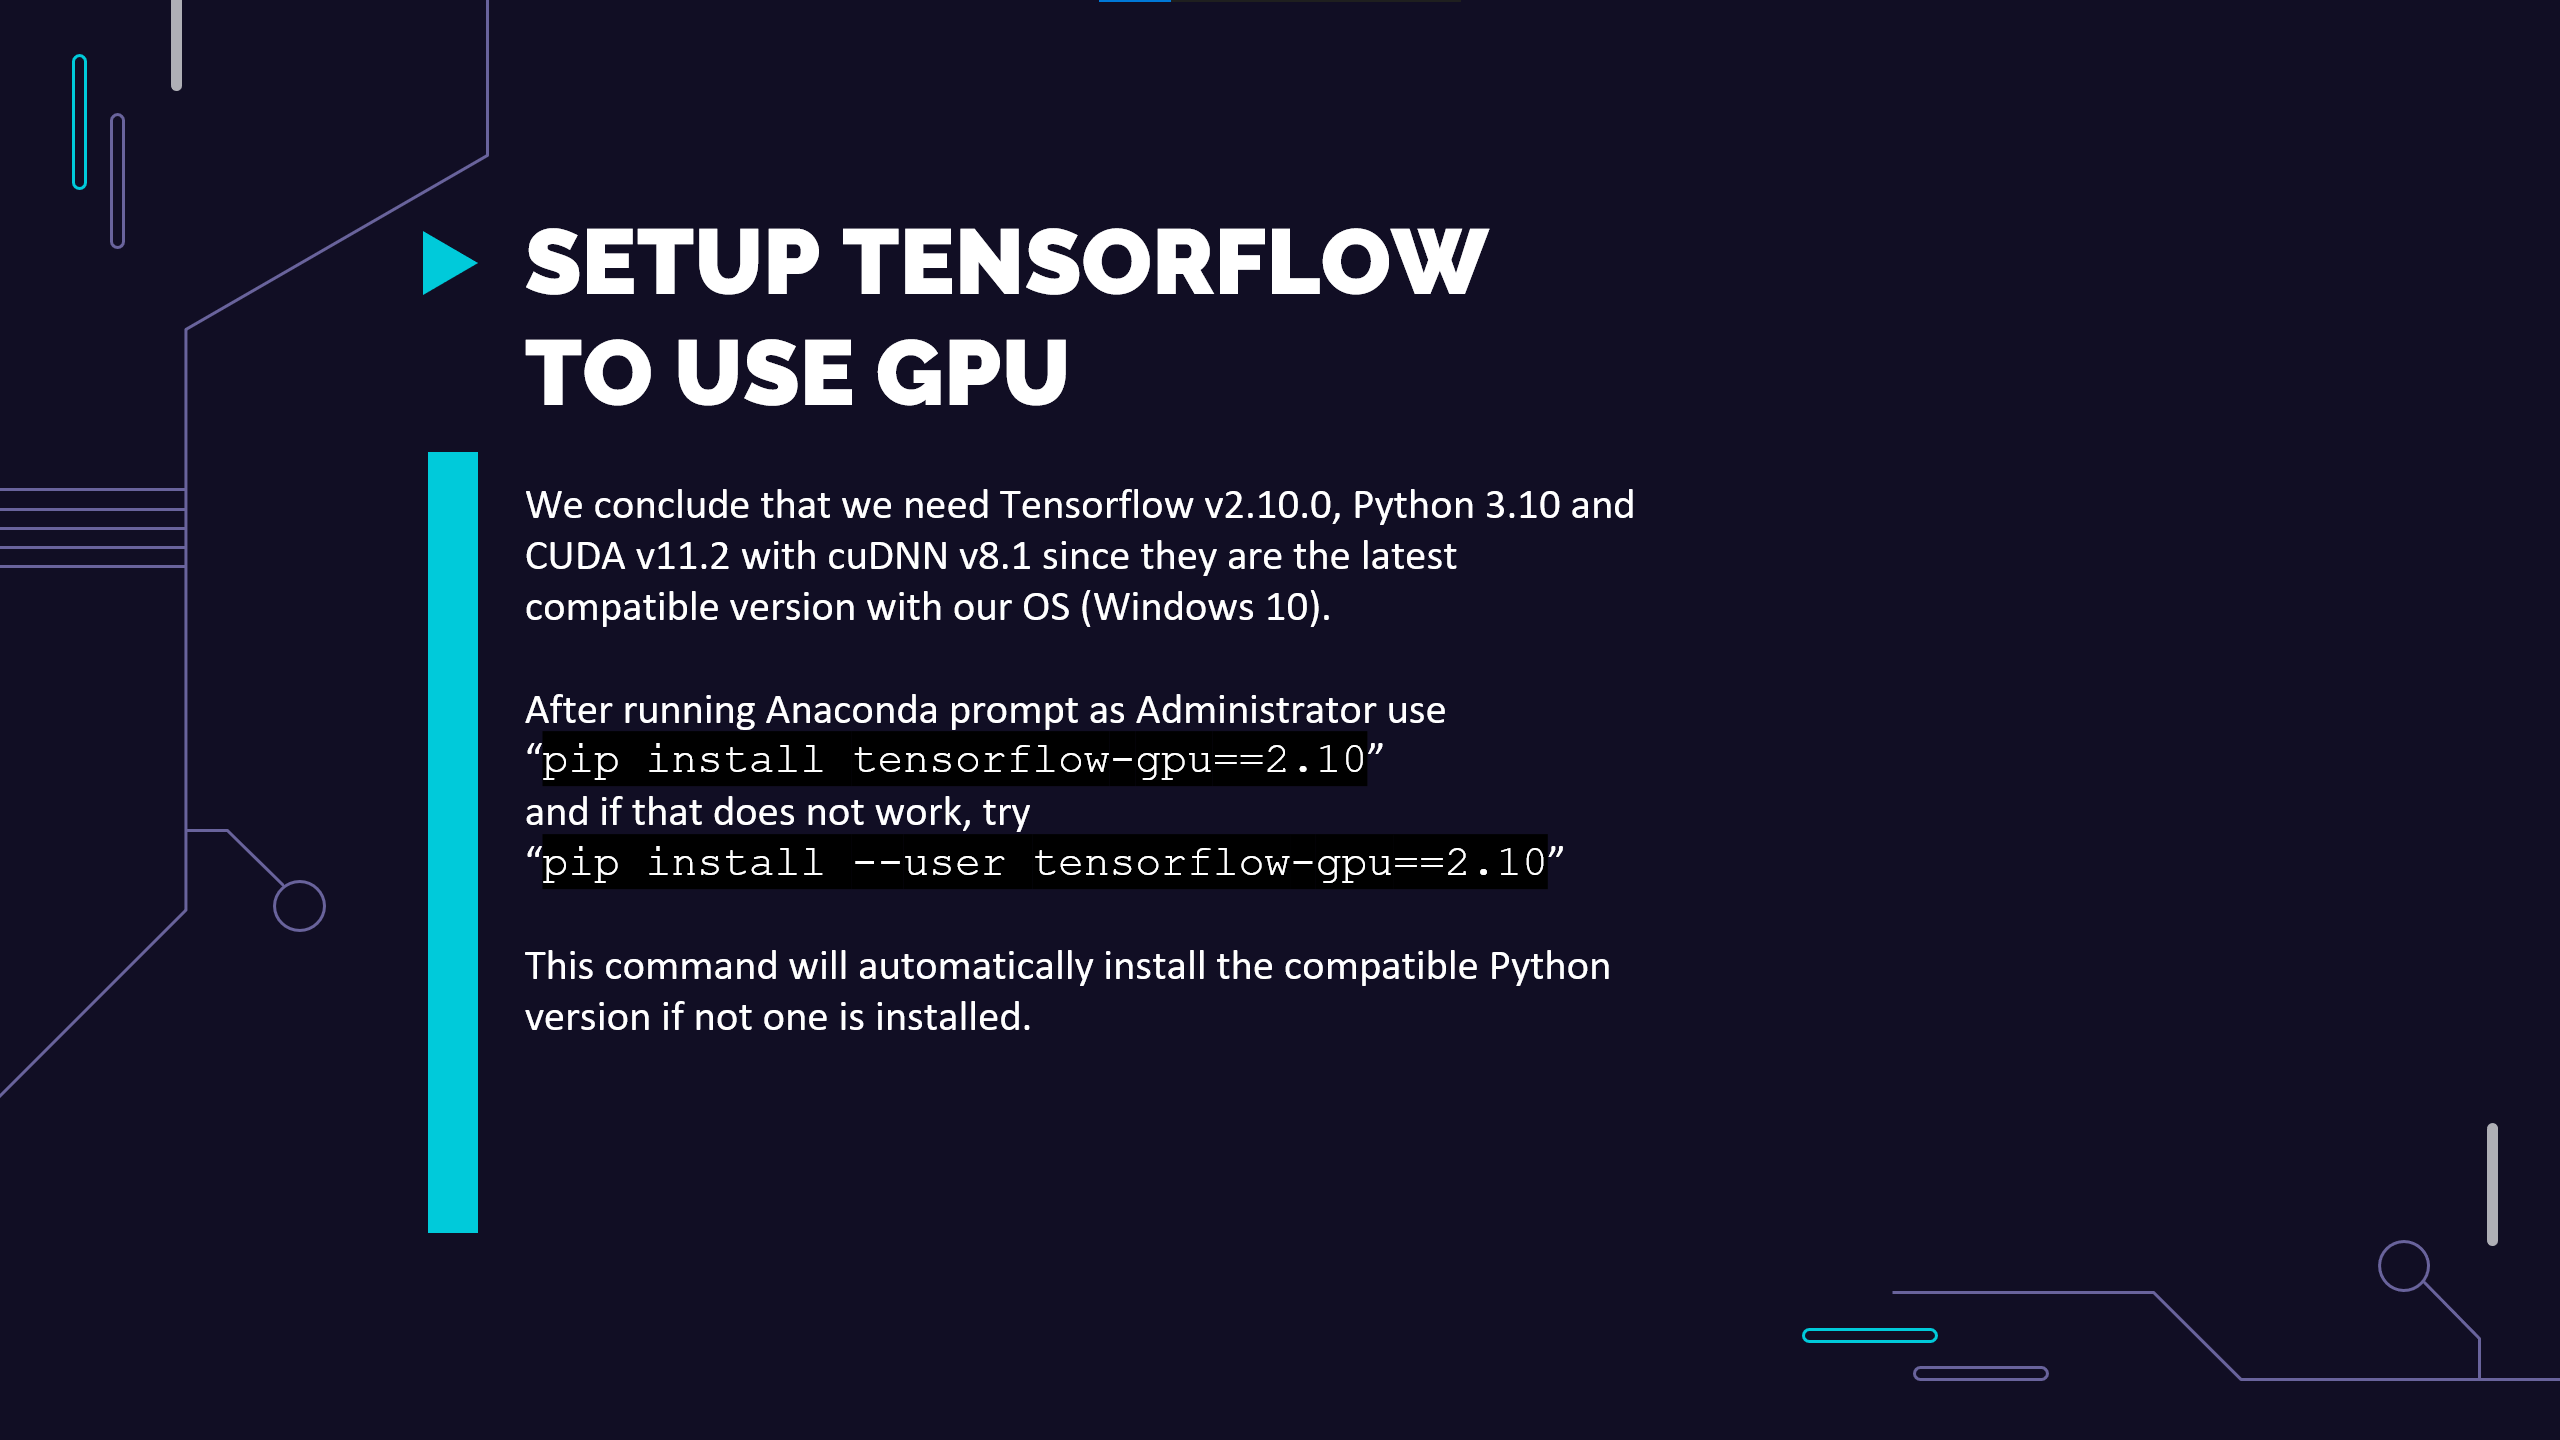 SETUP TENSORFLOW
TO USE GPU
We conclude that we need Tensorflow v2.10.0, Python 3.10 and
CUDA v11.2 with cuDNN v8.1 since they are the latest
compatible version with our OS (Windows 10).
After running Anaconda prompt as Administrator use
“pip install tensorflow-gpu==2.10”
and if that does not work, try
“pip install --user tensorflow-gpu==2.10”
This command will automatically install the compatible Python
version if not one is installed.